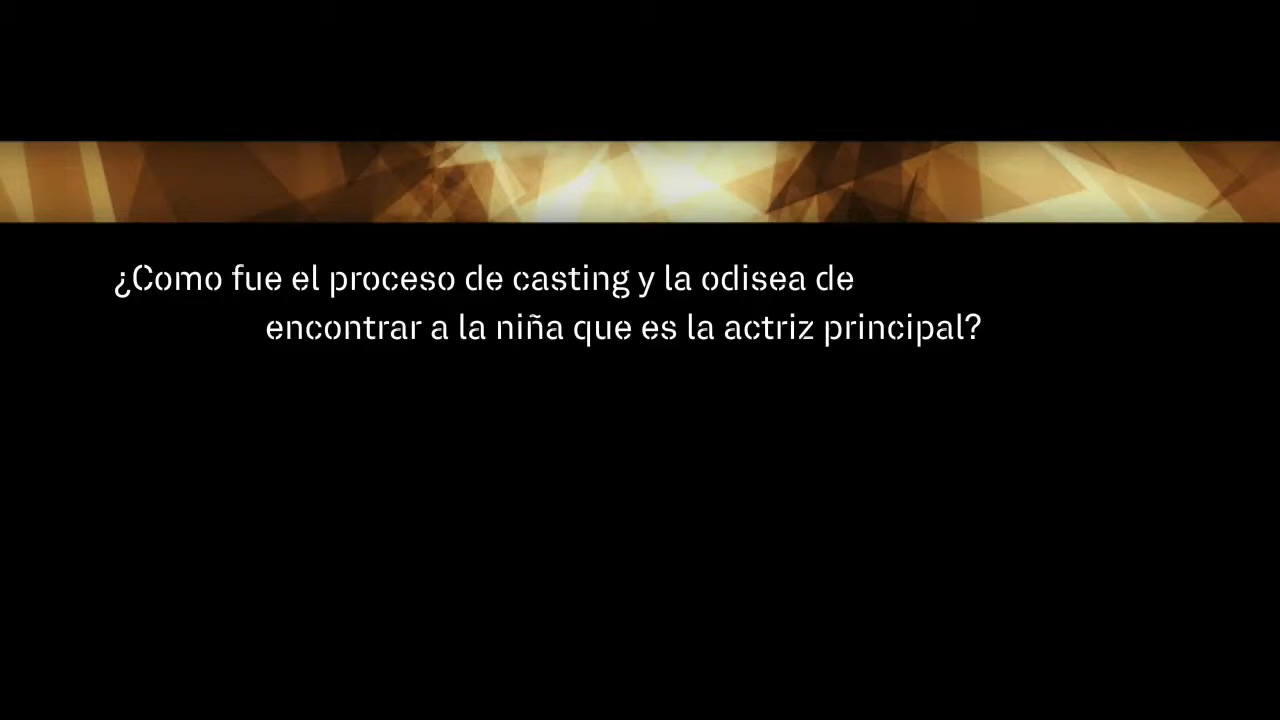 ¿Como fue el proceso de casting y la odisea de
encontrar a la niña que es la actriz principal?